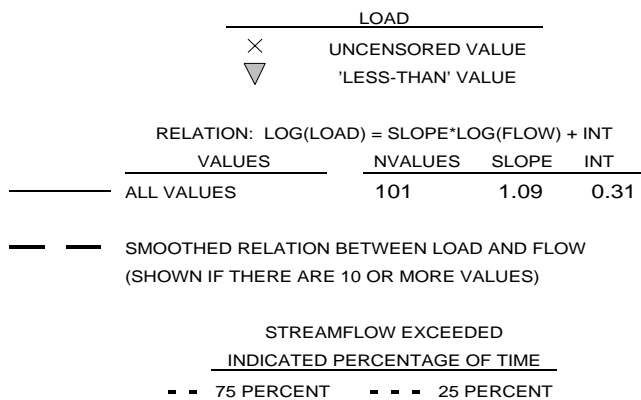 LOAD
UNCENSORED VALUE
'LESS-THAN' VALUE
RELATION: LOG(LOAD) = SLOPE*LOG(FLOW) + INT
VALUES NVALUES SLOPE INT
ALL VALUES 101 1.09 0.31
SMOOTHED RELATION BETWEEN LOAD AND FLOW
(SHOWN IF THERE ARE 10 OR MORE VALUES)
STREAMFLOW EXCEEDED
INDICATED PERCENTAGE OF TIME
75 PERCENT 25 PERCENT